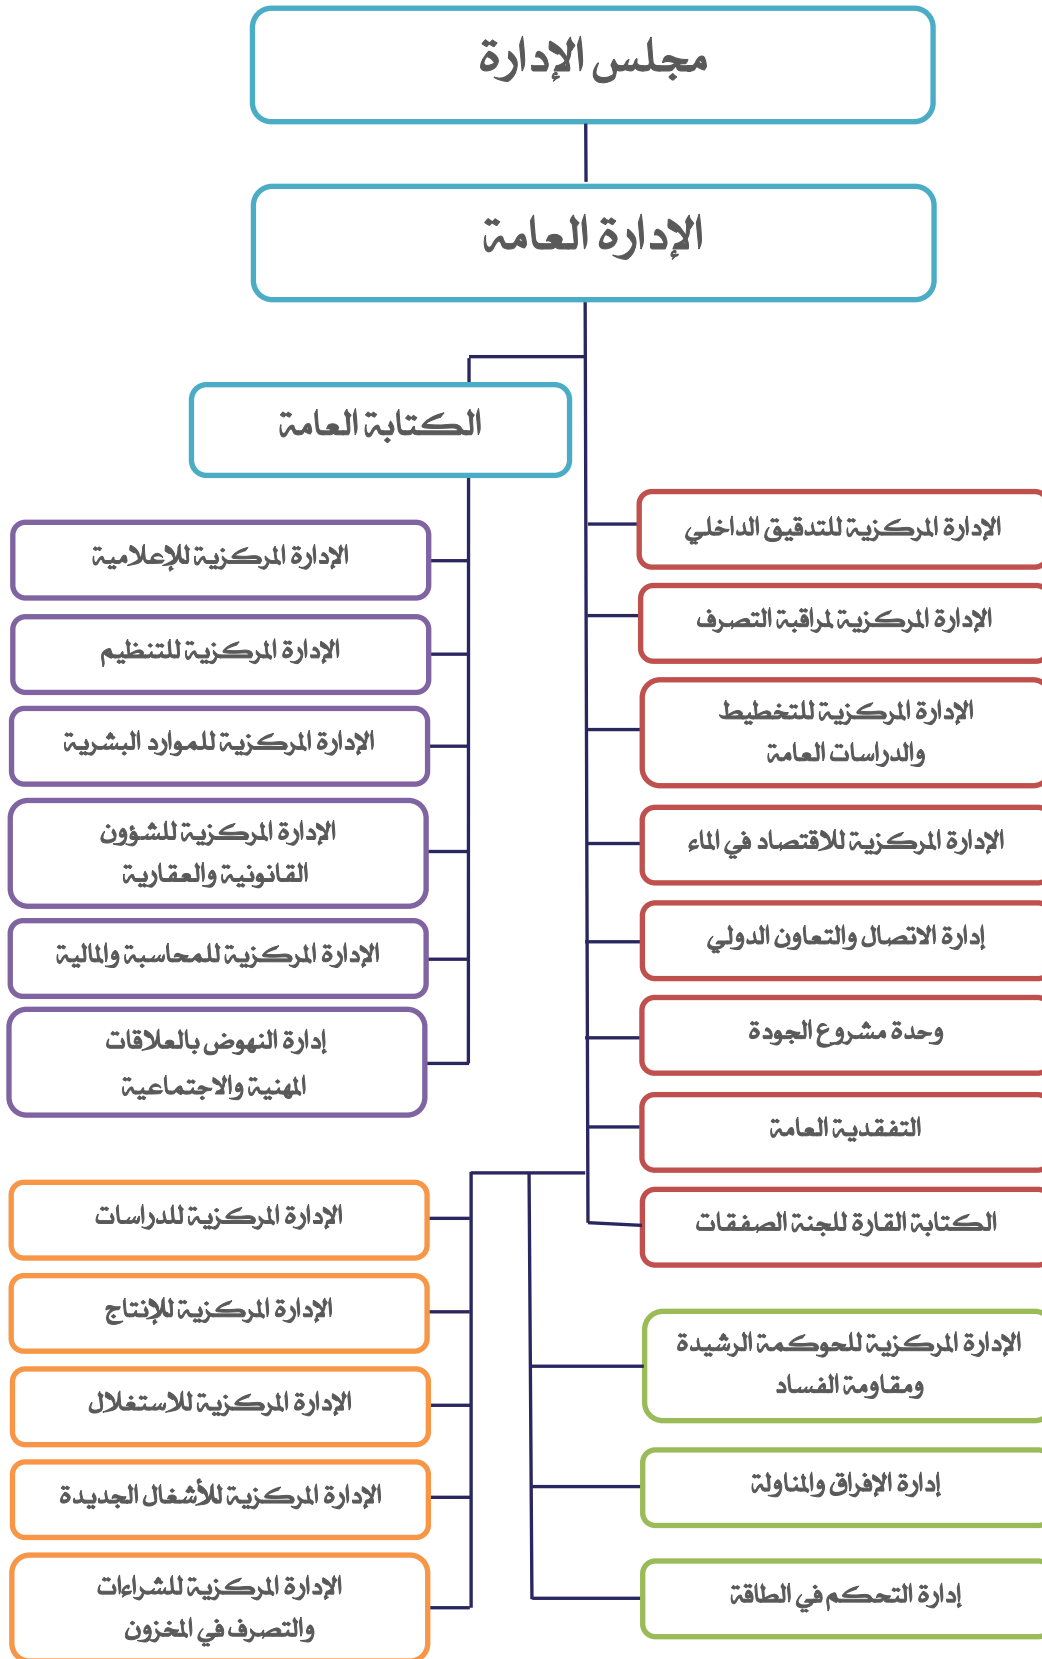 مجلس الإدارة
الإدارة العامة
الكتابة العامة
الإدارة المركزية للتدقيق الداخلي
الإدارة المركزية لمراقبة التصرف
الإدارة المركزية للتخطيط
والدراسات العامة
الإدارة المركزية للاقتصاد في الماء
إدارة الاتصال والتعاون الدولي
وحدة مشروع الجودة
التفقدية العامة
الكتابة القارة للجنة الصفقات
الإدارة المركزية للحوكمة الرشيدة
ومقاومة الفساد
إدارة الإفراق والمناولة
إدارة التحكم في الطاقة
الإدارة المركزية للإعلامية
الإدارة المركزية للتنظيم
الإدارة المركزية للموارد البشرية
الإدارة المركزية للشؤون
القانونية والعقارية
الإدارة المركزية للمحاسبة والمالية
إدارة النهوض بالعلاقات
المهنية والاجتماعية
الإدارة المركزية للدراسات
الإدارة المركزية للإنتاج
الإدارة المركزية للاستغلال
الإدارة المركزية للأشغال الجديدة
الإدارة المركزية للشراءات
والتصرف في المخزون